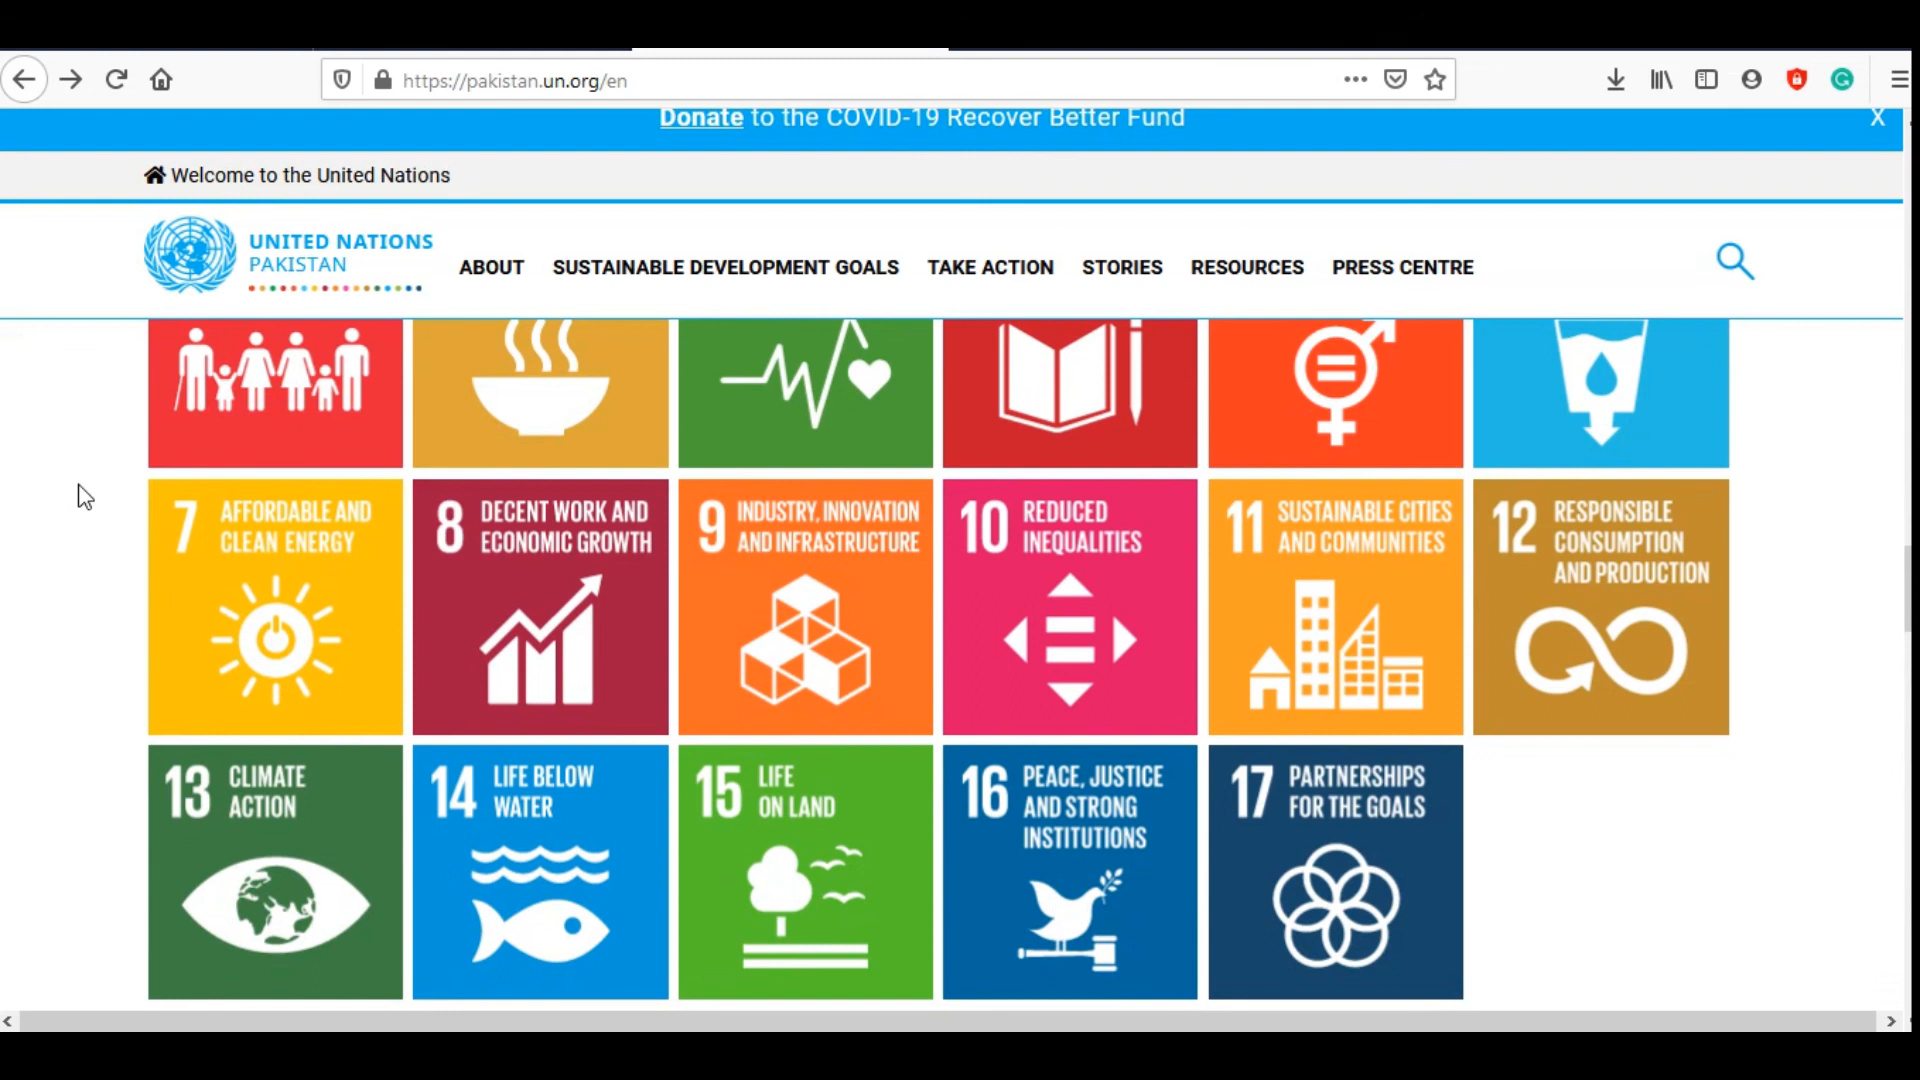 https://pakistan.un.org/en
Donate to the COVID-19 Recover Better Fund
X
Welcome to the United Nations
UNITED NATIONS
PAKISTAN
ABOUT SUSTAINABLE DEVELOPMENT GOALS TAKE ACTION STORIES RESOURCES PRESS CENTRE
7 AFFORDABLE AND
CLEAN ENERGY
8 DECENT WORK AND
ECONOMIC GROWTH
9 INDUSTRY, INNOVATION
AND INFRASTRUCTURE
10 REDUCED
INEQUALITIES
11 SUSTAINABLE CITIES
AND COMMUNITIES
12 RESPONSIBLE
CONSUMPTION
AND PRODUCTION
13 CLIMATE
ACTION
14 LIFE BELOW
WATER
15 LIFE
ON LAND
16 PEACE, JUSTICE
AND STRONG
INSTITUTIONS
17 PARTNERSHIPS
FOR THE GOALS